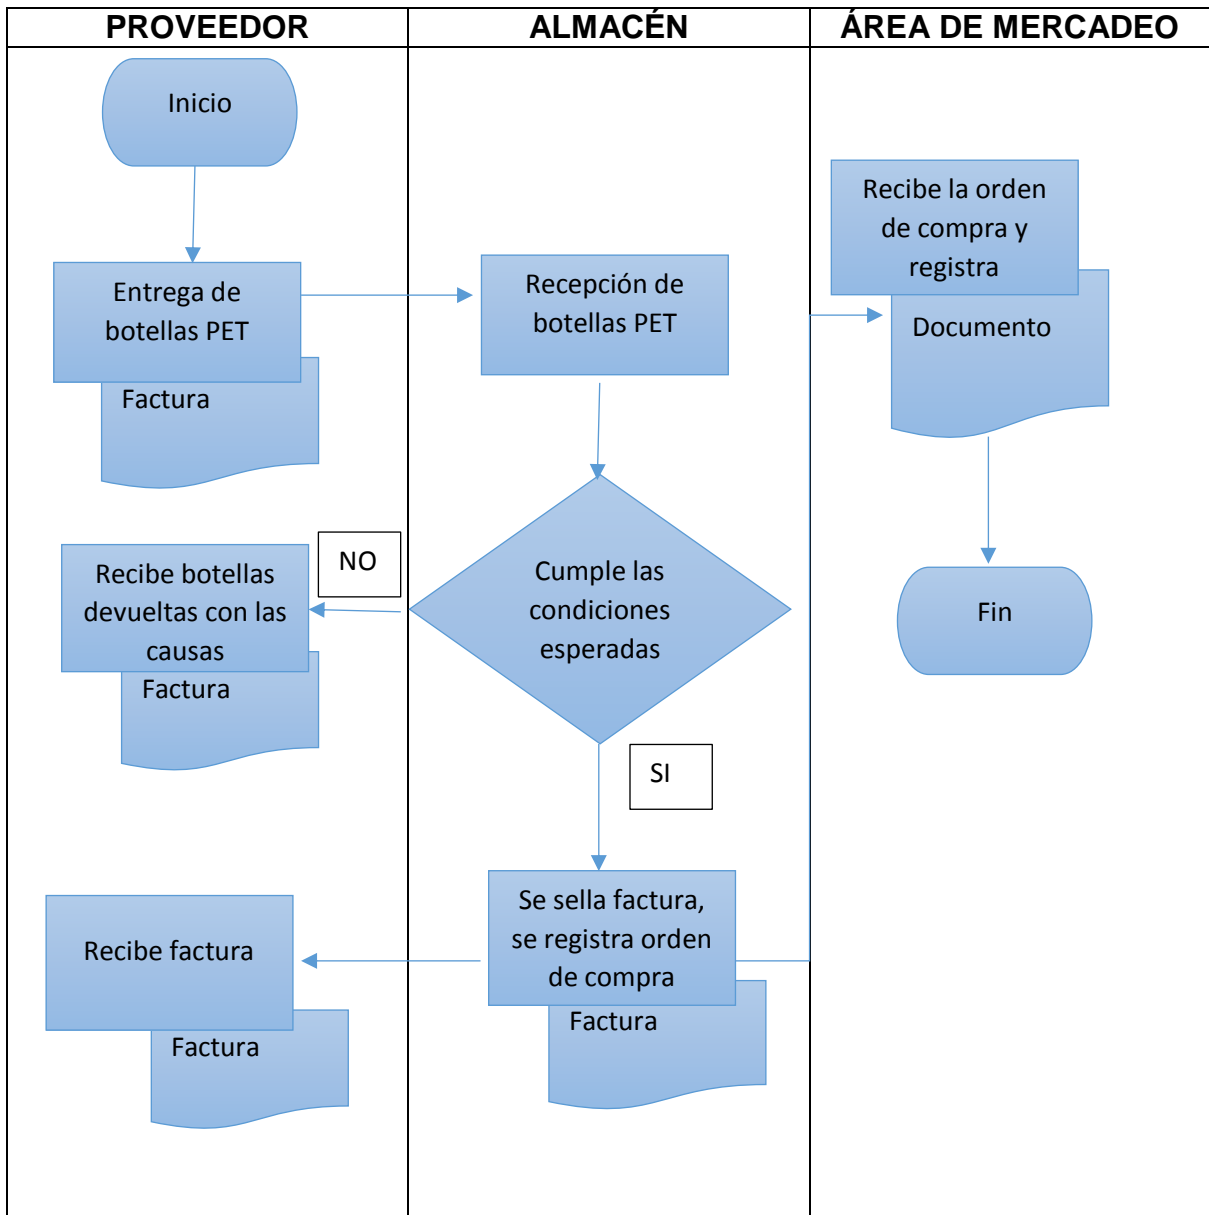 PROVEEDOR
ALMACÉN
ÁREA DE MERCADEO
Inicio
Entrega de
botellas PET
Factura
Recibe botellas
devueltas con las
causas
Factura
NO
Recibe factura
Factura
Recepción de
botellas PET
Cumple las
condiciones
esperadas
SI
Se sella factura,
se registra orden
de compra
Factura
Recibe la orden
de compra y
registra
Documento
Fin